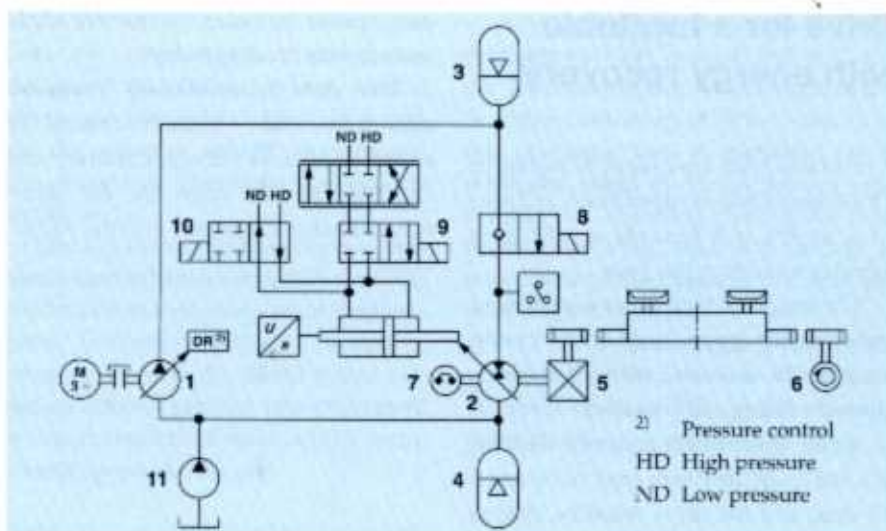 3
ND HD
ND HD
10
9
8
U
DR 2)
M
1
7
2
5
6
2) Pressure control
HD High pressure
ND Low pressure
11
4